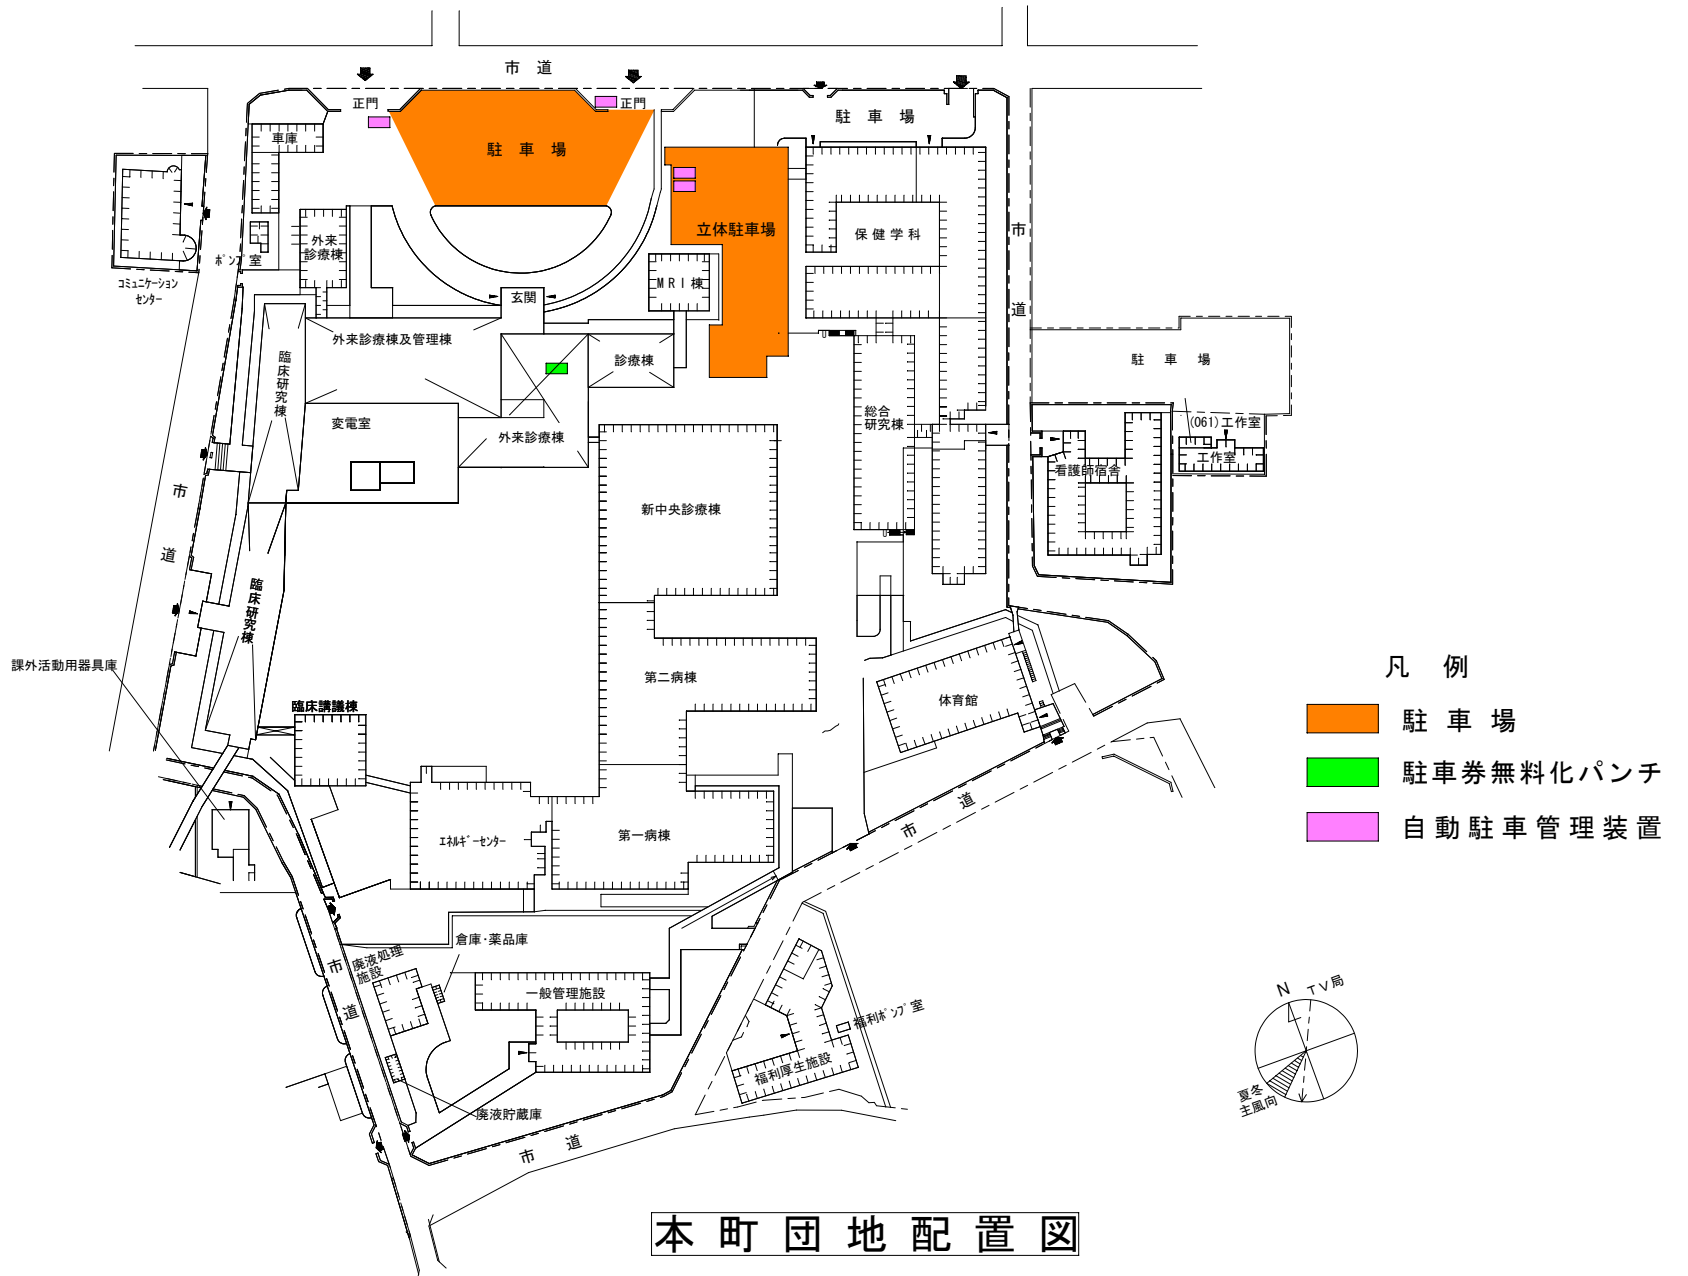 市道
正門
正門
車庫
駐車場
駐車場
コミュニケーション
センター
ポンプ室
外来
診療棟
立体駐車場
保健学科
市道
MRI棟
玄関
外来診療棟及管理棟
臨床研究棟
診療棟
駐車場
変電室
外来診療棟
総合
研究棟
(061)工作室
工作室
看護師宿舎
市道
新中央診療棟
臨床研究棟
課外活動用器具庫
第二病棟
体育館
臨床講議棟
凡例
駐車場
駐車券無料化パンチ
自動駐車管理装置
エネルギーセンター
第一病棟
市道
倉庫・薬品庫
廃液処理
施設
市道
一般管理施設
福利ポンプ室
福利厚生施設
廃液貯蔵庫
市道
N
TV局
夏冬
主風向
本町団地配置図